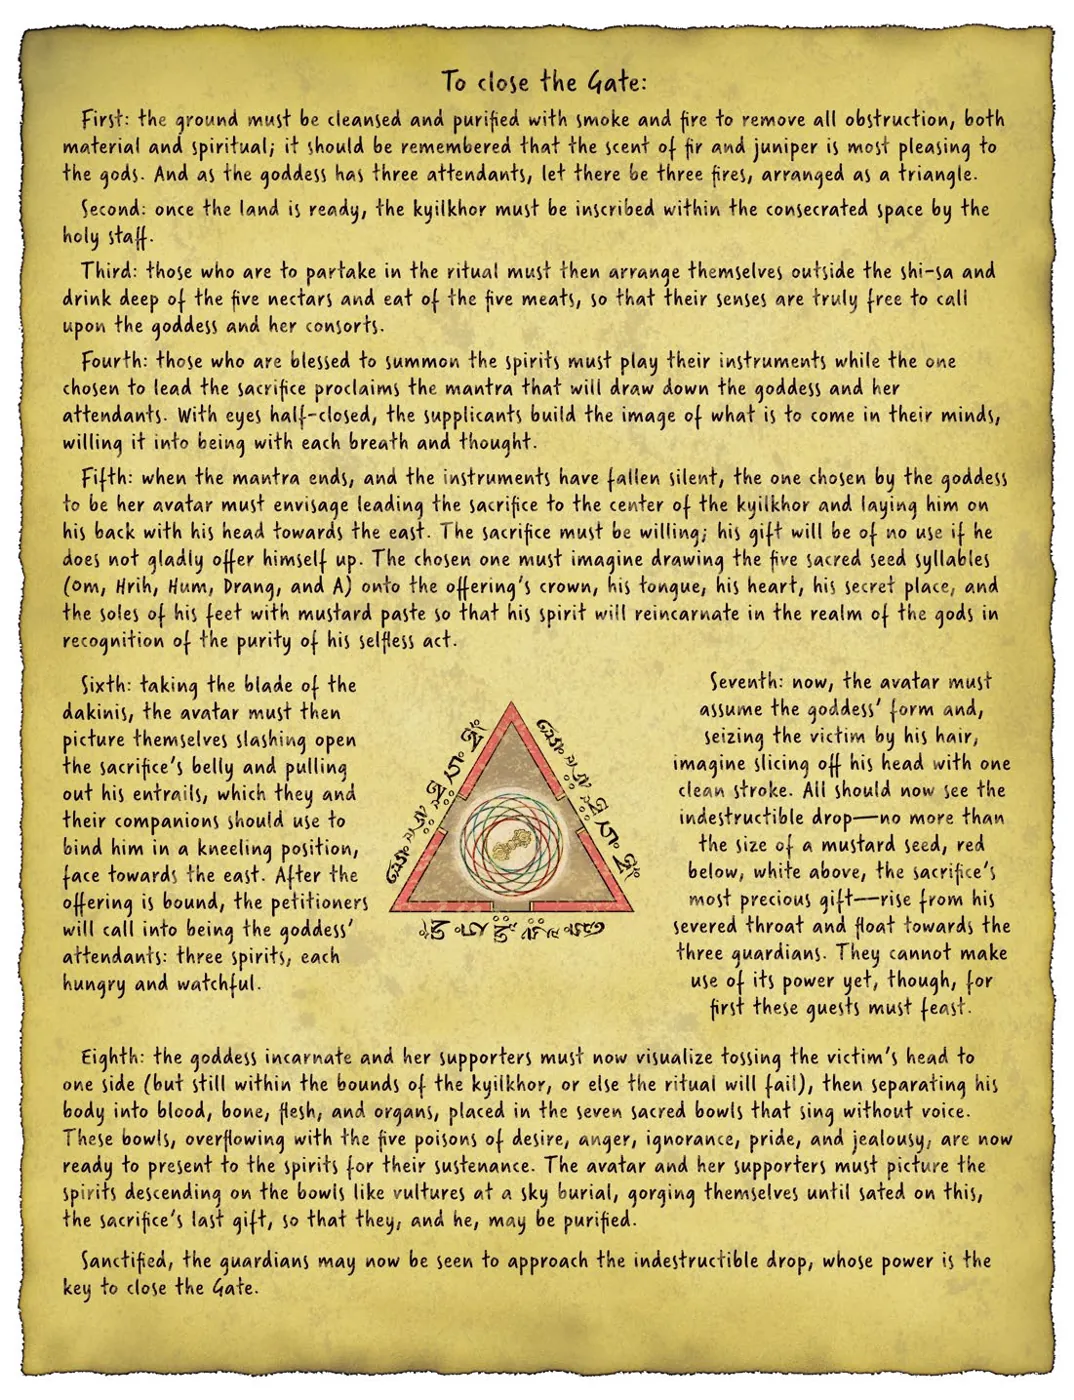 To close the Gate:
First: the ground must be cleansed and purified with smoke and fire to remove all obstruction, both
material and spiritual; it should be remembered that the scent of fir and juniper is most pleasing to
the gods. And as the goddess has three attendants, let there be three fires, arranged as a triangle.
Second: once the land is ready, the kyilkhor must be inscribed within the consecrated space by the
holy staff.
Third: those who are to partake in the ritual must then arrange themselves outside the shi-sa and
drink deep of the five nectars and eat of the five meats, so that their senses are truly free to call
upon the goddess and her consorts.
Fourth: those who are blessed to summon the spirits must play their instruments while the one
chosen to lead the sacrifice proclaims the mantra that will draw down the goddess and her
attendants. With eyes half-closed, the supplicants build the image of what is to come in their minds,
willing it into being with each breath and thought.
Fifth: when the mantra ends, and the instruments have fallen silent, the one chosen by the goddess
to be her avatar must envisage leading the sacrifice to the center of the kyilkhor and laying him on
his back with his head towards the east. The sacrifice must be willing; his gift will be of no use if he
does not gladly offer himself up. The chosen one must imagine drawing the five sacred seed syllables
(Om, Hrih, Hum, Drang, and A) onto the offering's crown, his tongue, his heart, his secret place, and
the soles of his feet with mustard paste so that his spirit will reincarnate in the realm of the gods in
recognition of the purity of his selfless act.
Sixth: taking the blade of the
dakinis, the avatar must then
picture themselves slashing open
the sacrifice's belly and pulling
out his entrails, which they and
their companions should use to
bind him in a kneeling position,
face towards the east. After the
offering is bound, the petitioners
will call into being the goddess'
attendants: three spirits, each
hungry and watchful.
Seventh: now, the avatar must
assume the goddess' form and,
seizing the victim by his hair,
imagine slicing off his head with one
clean stroke. All should now see the
indestructible drop—no more than
the size of a mustard seed, red
below, white above, the sacrifice's
most precious gift—rise from his
severed throat and float towards the
three guardians. They cannot make
use of its power yet, though, for
first these guests must feast.
Eighth: the goddess incarnate and her supporters must now visualize tossing the victim's head to
one side (but still within the bounds of the kyilkhor, or else the ritual will fail), then separating his
body into blood, bone, flesh, and organs, placed in the seven sacred bowls that sing without voice.
These bowls, overflowing with the five poisons of desire, anger, ignorance, pride, and jealousy, are now
ready to present to the spirits for their sustenance. The avatar and her supporters must picture the
spirits descending on the bowls like vultures at a sky burial, gorging themselves until sated on this,
the sacrifice's last gift, so that they, and he, may be purified.
Sanctified, the guardians may now be seen to approach the indestructible drop, whose power is the
key to close the Gate.